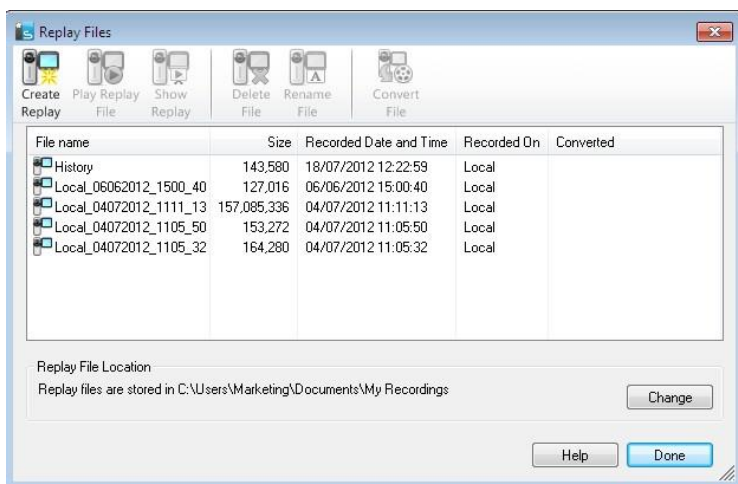 Replay Files
Create Replay
Play Replay File
Show Replay
Delete File
Rename File
Convert File
File name Size Recorded Date and Time Recorded On Converted
History 143,580 18/07/2012 12:22:59 Local
Local_06062012_1500_40 127,016 06/06/2012 15:00:40 Local
Local_04072012_1111_13 157,085,336 04/07/2012 11:11:13 Local
Local_04072012_1105_50 153,272 04/07/2012 11:05:50 Local
Local_04072012_1105_32 164,280 04/07/2012 11:05:32 Local
Replay File Location
Replay files are stored in C:\Users\Marketing\Documents\My Recordings
Change
Help Done